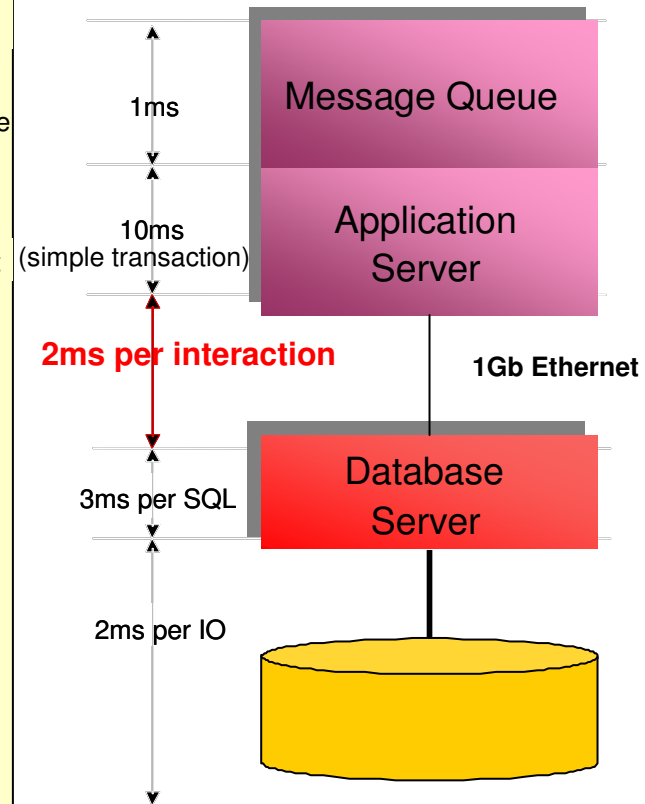 Message Queue
1ms
e
10ms
(simple transaction)
Application
Server
2ms per interaction
1Gb Ethernet
3ms per SQL
Database
Server
2ms per IO